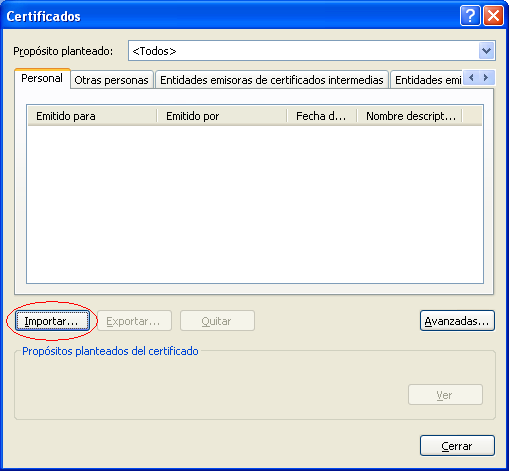 Certificados
Propósito planteado: <Todos>
Personal Otras personas Entidades emisoras de certificados intermedias Entidades emi
Emitido para Emitido por Fecha d... Nombre descript...
Importar... Exportar... Quitar Avanzadas...
Propósitos planteados del certificado
Ver
Cerrar